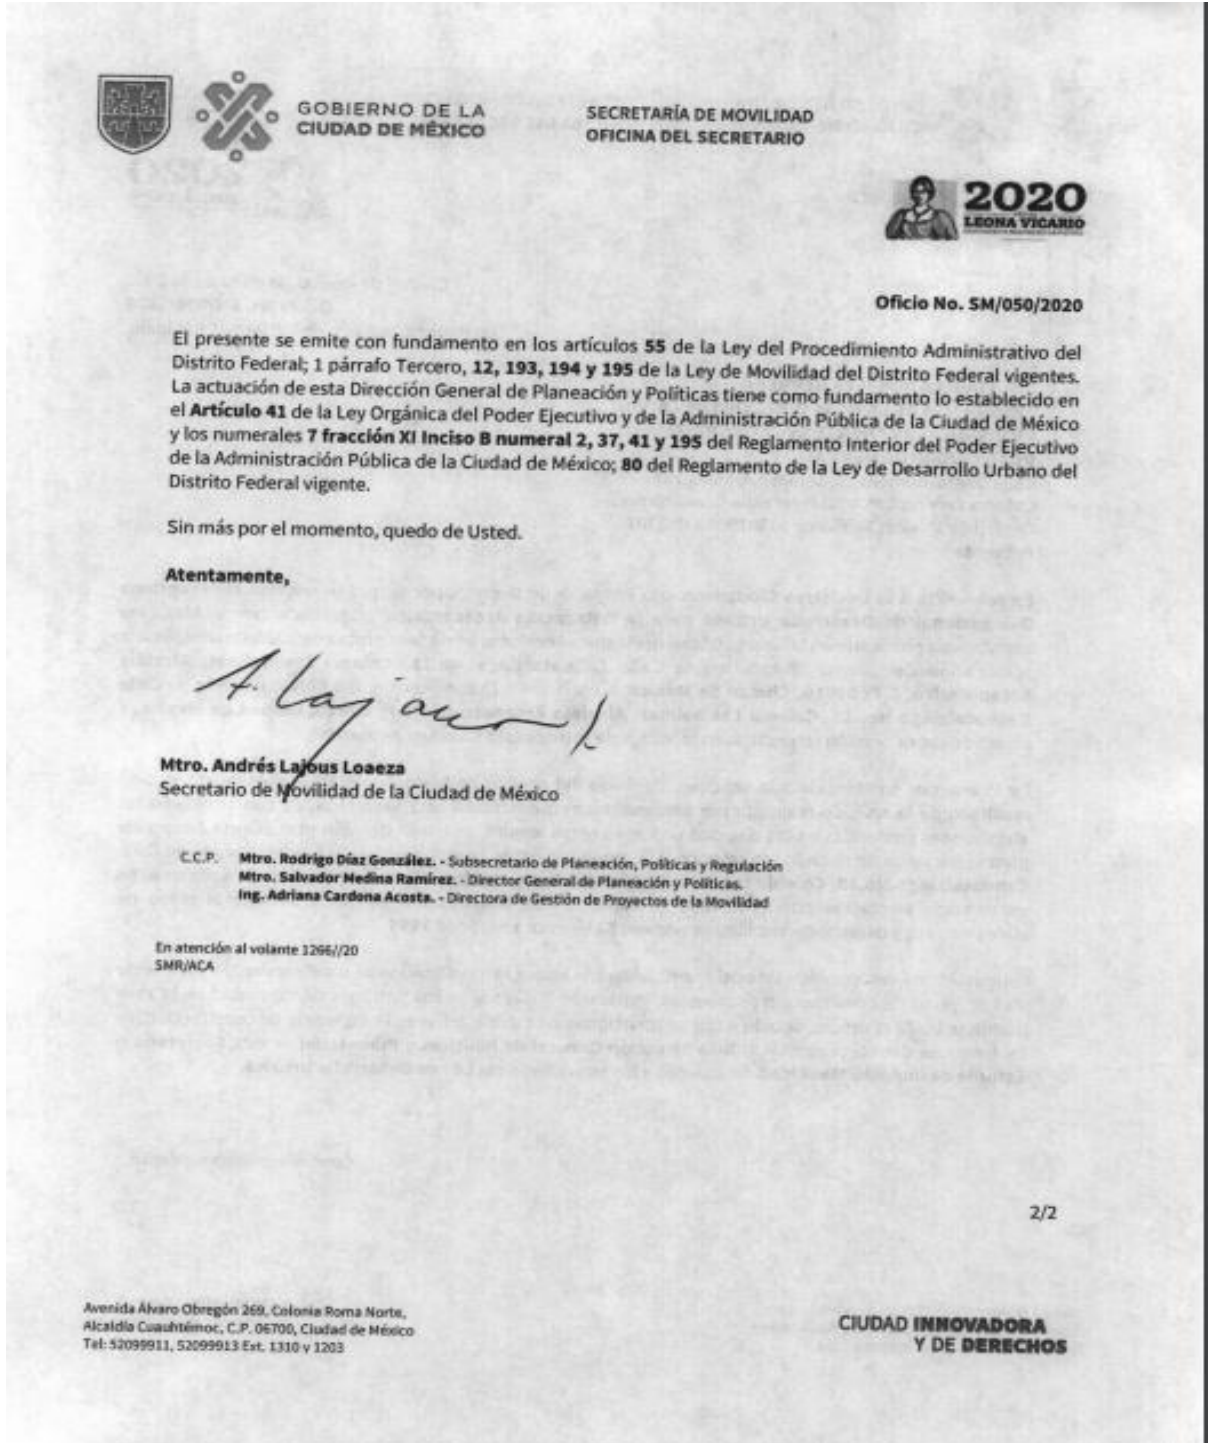 GOBIERNO DE LA
CIUDAD DE MÉXICO
SECRETARÍA DE MOVILIDAD
OFICINA DEL SECRETARIO
2020
LEONA VICARIO
Oficio No. SM/050/2020
El presente se emite con fundamento en los artículos 55 de la Ley del Procedimiento Administrativo del
Distrito Federal; 1 párrafo Tercero, 12, 193, 194 y 195 de la Ley de Movilidad del Distrito Federal vigentes.
La actuación de esta Dirección General de Planeación y Políticas tiene como fundamento lo establecido en
el Artículo 41 de la Ley Orgánica del Poder Ejecutivo y de la Administración Pública de la Ciudad de México
y los numerales 7 fracción XI Inciso B numeral 2, 37, 41 y 195 del Reglamento Interior del Poder Ejecutivo
de la Administración Pública de la Ciudad de México; 80 del Reglamento de la Ley de Desarrollo Urbano del
Distrito Federal vigente.
Sin más por el momento, quedo de Usted.
Atentamente,
A. Lajous L.
Mtro. Andrés Lajous Loaeza
Secretario de Movilidad de la Ciudad de México
C.C.P. Mtro. Rodrigo Díaz González. - Subsecretario de Planeación, Políticas y Regulación
Mtro. Salvador Medina Ramírez. - Director General de Planeación y Políticas.
Ing. Adriana Cardona Acosta. - Directora de Gestión de Proyectos de la Movilidad
En atención al volante 1266//20
SMR/ACA
2/2
Avenida Álvaro Obregón 269, Colonia Roma Norte,
Alcaldía Cuauhtémoc, C.P. 06700, Ciudad de México
Tel: 52099911, 52099913 Ext. 1310 y 1203
CIUDAD INNOVADORA
Y DE DERECHOS